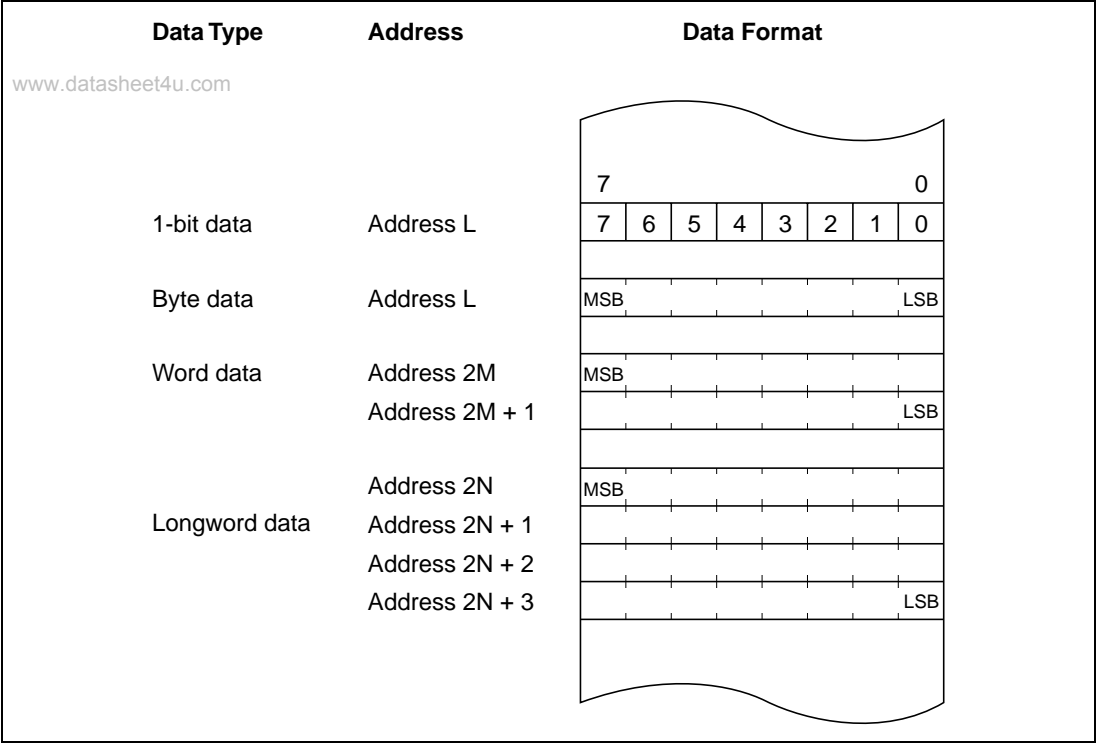 Data Type Address Data Format
www.datasheet4u.com
7 0
1-bit data Address L 7 6 5 4 3 2 1 0
Byte data Address L MSB LSB
Word data Address 2M MSB
Address 2M + 1 LSB
Address 2N MSB
Longword data Address 2N + 1
Address 2N + 2
Address 2N + 3 LSB